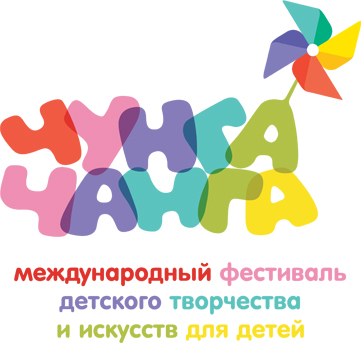 ЧУНГА
ЧАНГА
международный фестиваль
детского творчества
и искусств для детей